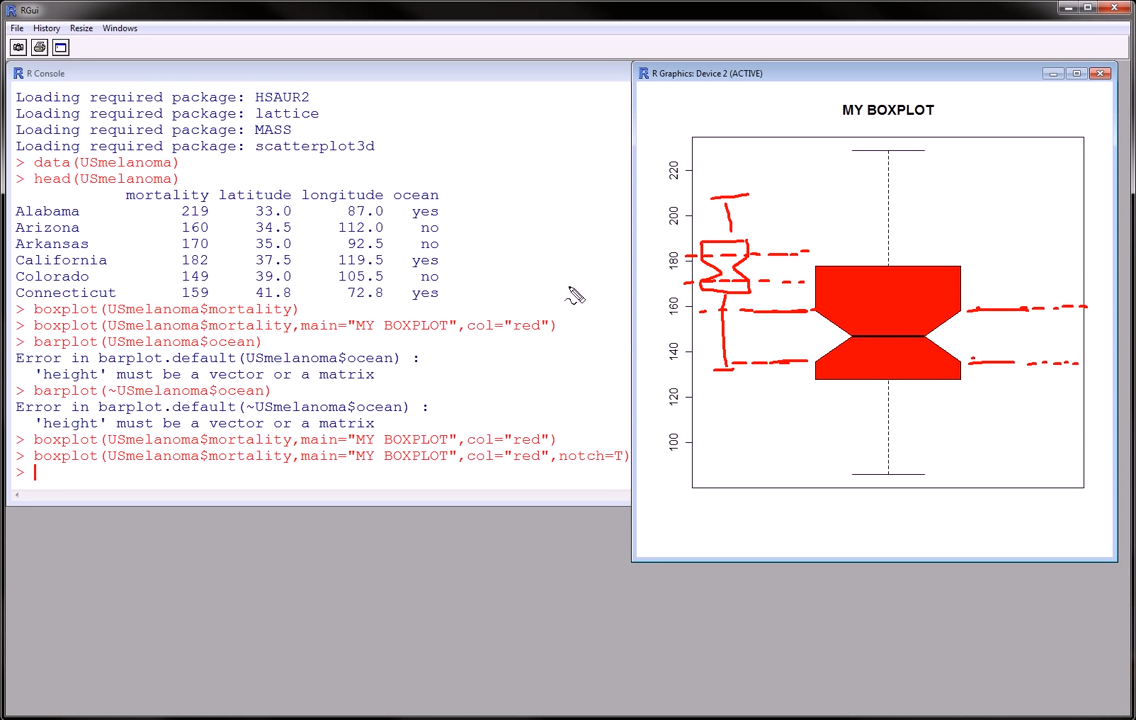 RGui
File History Resize Windows
R Console
Loading required package: HSAUR2
Loading required package: lattice
Loading required package: MASS
Loading required package: scatterplot3d
> data(USmelanoma)
> head(USmelanoma)
mortality latitude longitude ocean
Alabama 219 33.0 87.0 yes
Arizona 160 34.5 112.0 no
Arkansas 170 35.0 92.5 no
California 182 37.5 119.5 yes
Colorado 149 39.0 105.5 no
Connecticut 159 41.8 72.8 yes
> boxplot(USmelanoma$mortality)
> boxplot(USmelanoma$mortality,main="MY BOXPLOT",col="red")
> barplot(USmelanoma$ocean)
Error in barplot.default(USmelanoma$ocean) :
'height' must be a vector or a matrix
> barplot(~USmelanoma$ocean)
Error in barplot.default(~USmelanoma$ocean) :
'height' must be a vector or a matrix
> boxplot(USmelanoma$mortality,main="MY BOXPLOT",col="red")
> boxplot(USmelanoma$mortality,main="MY BOXPLOT",col="red",notch=T)
>
R Graphics: Device 2 (ACTIVE)
MY BOXPLOT
220
200
180
160
140
120
100